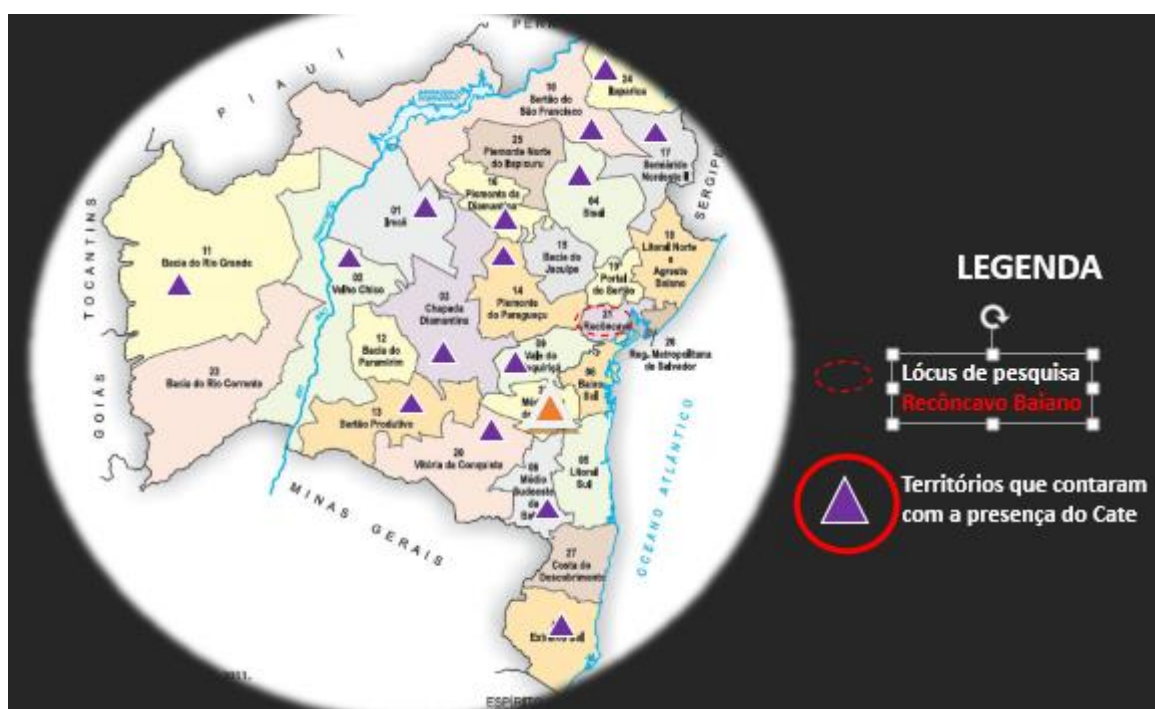 PIAUI
TOCANTINS
GOIÁS
MINAS GERAIS
SERGIP
OCEANO ATLÂNTICO
ESPÍRITO
24
Itaparica
10
Sertão do
São Francisco
17
Semiárido
Nordeste II
25
Piemonte Norte
do Itapicuru
16
Piemonte da
Diamantina
04
Sisal
01
Irecê
18
Litoral Norte
e
Agreste
Baiano
15
Bacia do
Jacuípe
19
Portal
do Sertão
11
Bacia do Rio Grande
02
Velho Chico
03
Chapada
Diamantina
14
Piemonte
do Paraguaçu
21
Recôncavo
26
Reg. Metropolitana
de Salvador
09
Vale do
12
Bacia do
Paramirim
06
Baixo
Sul
23
Bacia do Rio Corrente
13
Sertão Produtivo
20
Vitória da Conquista
05
Litoral
Sul
08
Médio
Sudoeste
da
27
Costa do
Descobrimento
LEGENDA
Lócus de pesquisa
Recôncavo Baiano
Territórios que contaram
com a presença do Cate